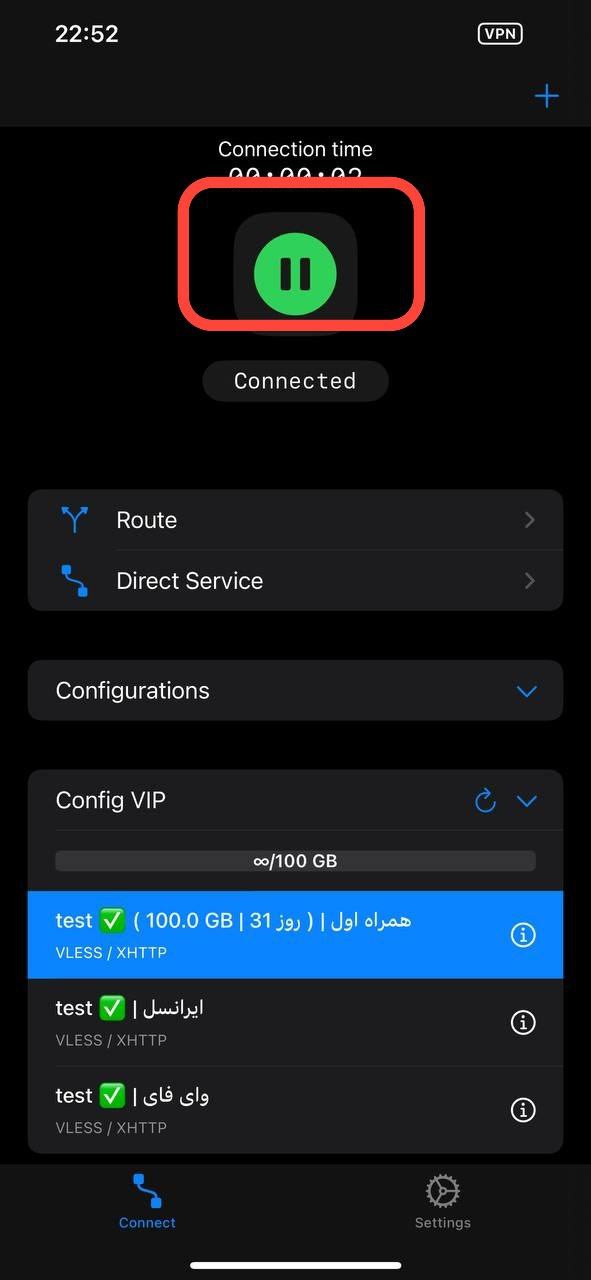 22:52
VPN
Connection time
00:00:02
Connected
Route
Direct Service
Configurations
Config VIP
∞/100 GB
test ✅ ( 100.0 GB | 31 روز ) | همراه اول
VLESS / XHTTP
test ✅ | ایرانسل
VLESS / XHTTP
test ✅ | وای فای
VLESS / XHTTP
Connect
Settings